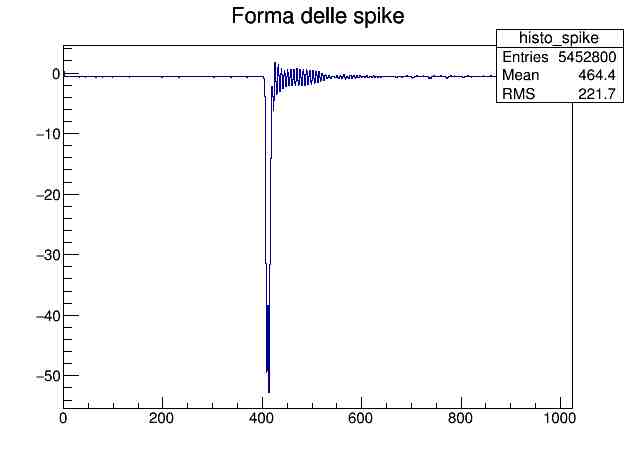 Forma delle spike
histo_spike
Entries 5452800
Mean 464.4
RMS 221.7
0
−10
−20
−30
−40
−50
0 200 400 600 800 1000